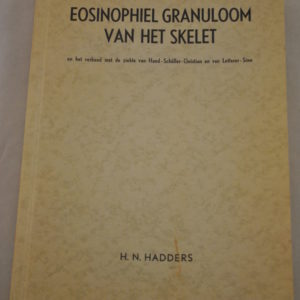 EOSINOPHIEL GRANULOOM
VAN HET SKELET
en het verband met de ziekte van Hand-Schüller-Christian en van Letterer-Siwe
H. N. HADDERS